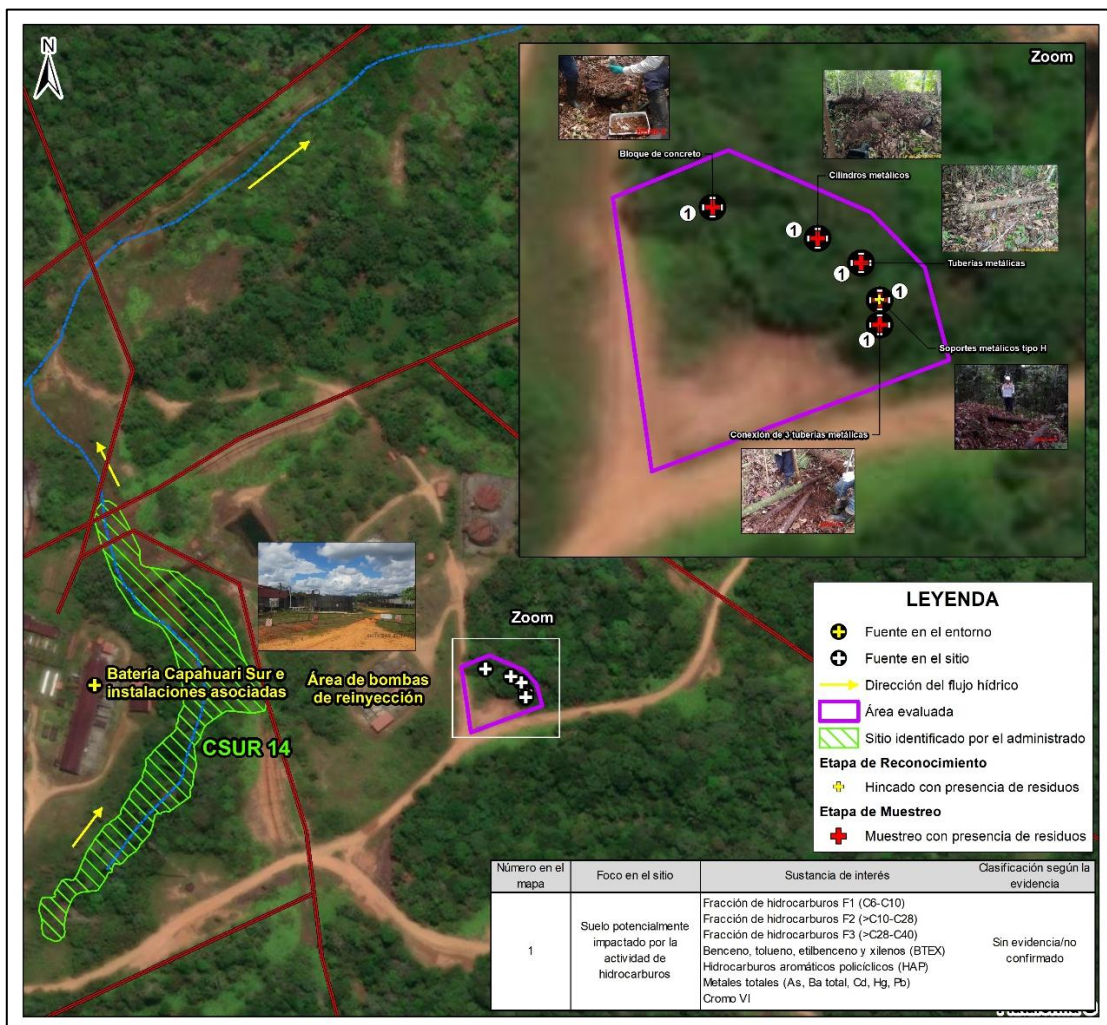 N
Zoom
Bloque de concreto
Cilindros metálicos
Tuberías metálicas
1
1
1
1
1
Soportes metálicos tipo H
Conexión de 3 tuberías metálicas
Zoom
Batería Capahuari Sur e
instalaciones asociadas
Área de bombas
de reinyección
CSUR 14
LEYENDA
Fuente en el entorno
Fuente en el sitio
Dirección del flujo hídrico
Área evaluada
Sitio identificado por el administrado
Etapa de Reconocimiento
Hincado con presencia de residuos
Etapa de Muestreo
Muestreo con presencia de residuos
Número en el
mapa
Foco en el sitio
Sustancia de interés
Clasificación según la
evidencia
1
Suelo potencialmente
impactado por la
actividad de
hidrocarburos
Fracción de hidrocarburos F1 (C6-C10)
Fracción de hidrocarburos F2 (>C10-C28)
Fracción de hidrocarburos F3 (>C28-C40)
Benceno, tolueno, etilbenceno y xilenos (BTEX)
Hidrocarburos aromáticos policíclicos (HAP)
Metales totales (As, Ba total, Cd, Hg, Pb)
Cromo VI
Sin evidencia/no
confirmado